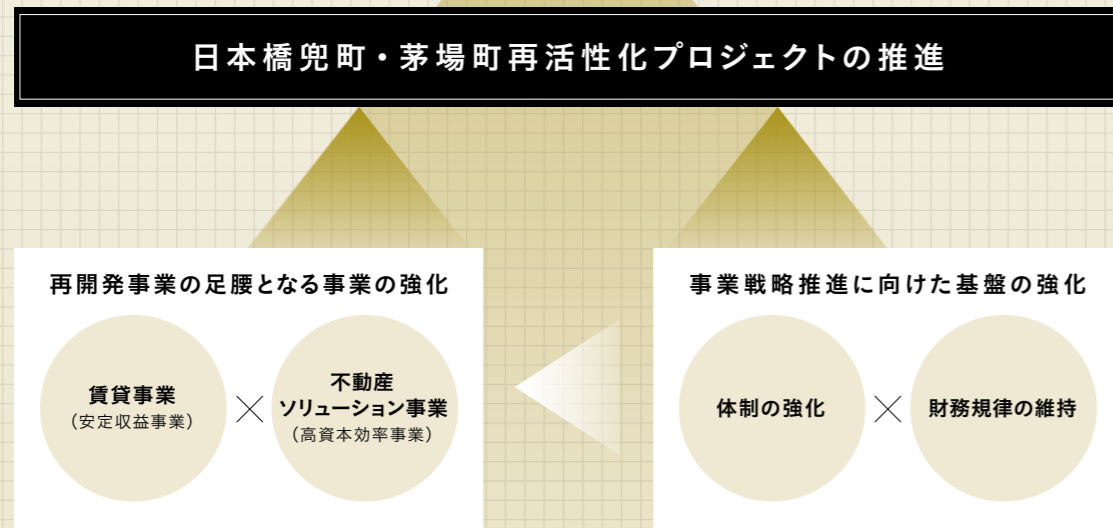 日本橋兜町・茅場町再活性化プロジェクトの推進
再開発事業の足腰となる事業の強化
賃貸事業
（安定収益事業）
×
不動産
ソリューション事業
（高資本効率事業）
事業戦略推進に向けた基盤の強化
体制の強化
×
財務規律の維持